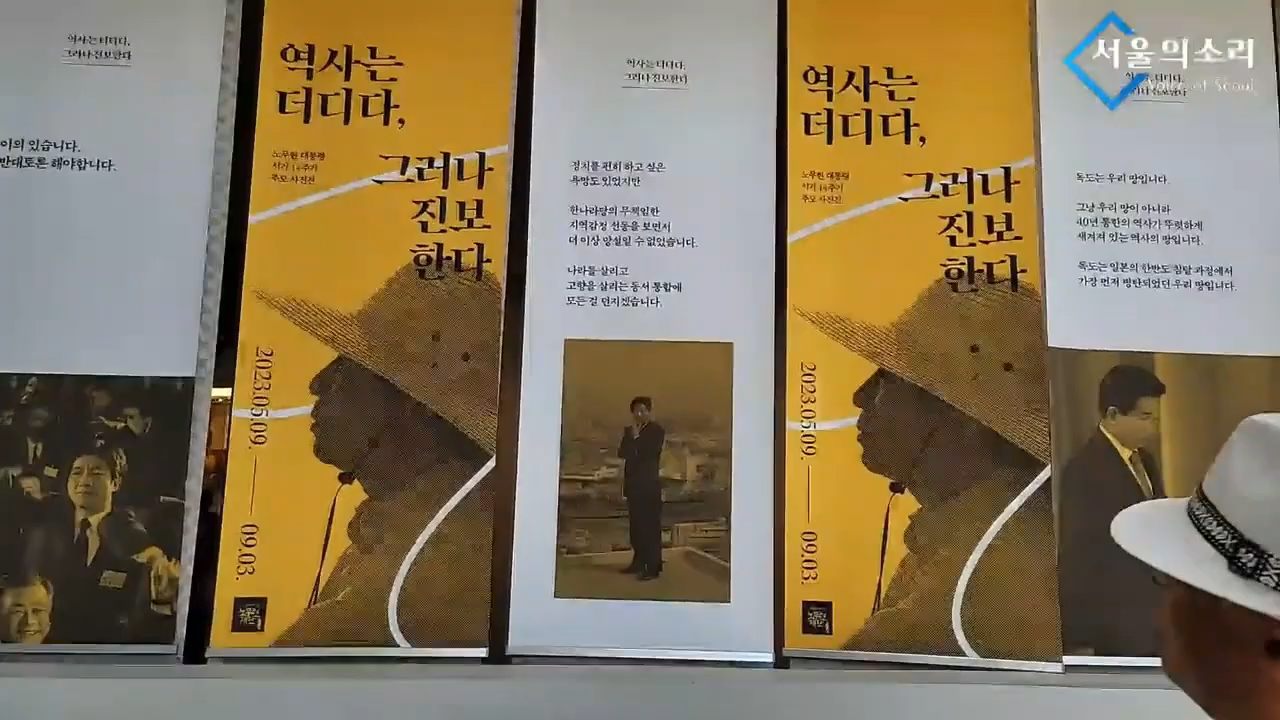 역사는 더디다,
그러나 진보한다
이의 있습니다.
반대토론 해야합니다.
역사는
더디다,
노무현 대통령
서거 14주기
추모 사진전
그러나
진보
한다
2023.05.09. — 09.03.
역사는 더디다,
그러나 진보한다
정치를 편히 하고 싶은
욕망도 있었지만
한나라당의 무책임한
지역감정 선동을 보면서
더 이상 망설일 수 없었습니다.
나라를 살리고
고향을 살리는 동서 통합에
모든 걸 던지겠습니다.
역사는
더디다,
노무현 대통령
서거 14주기
추모 사진전
그러나
진보
한다
2023.05.09. — 09.03.
서울의소리
Voice of Seoul
독도는 우리 땅입니다.
그냥 우리 땅이 아니라
40년 통한의 역사가 뚜렷하게
새겨져 있는 역사의 땅입니다.
독도는 일본의 한반도 침탈 과정에서
가장 먼저 병탄되었던 우리 땅입니다.